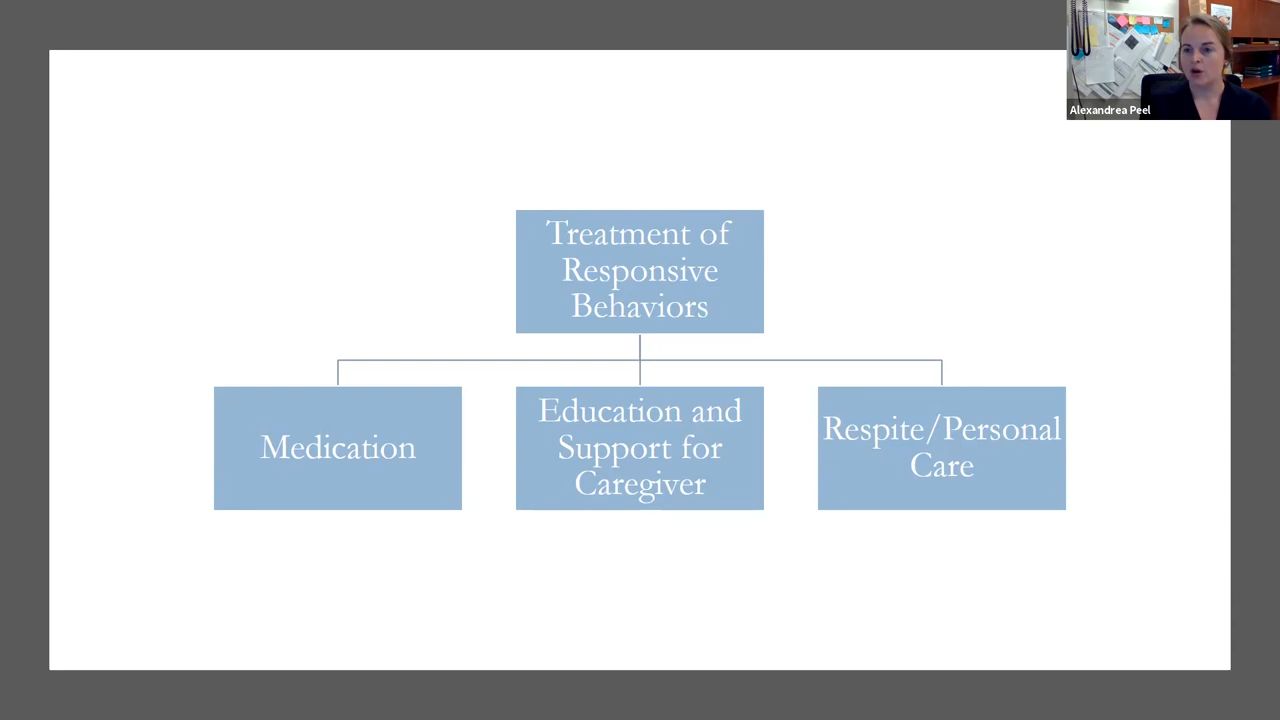 Alexandrea Peel
Treatment of
Responsive
Behaviors
Medication
Education and
Support for
Caregiver
Respite/Personal
Care